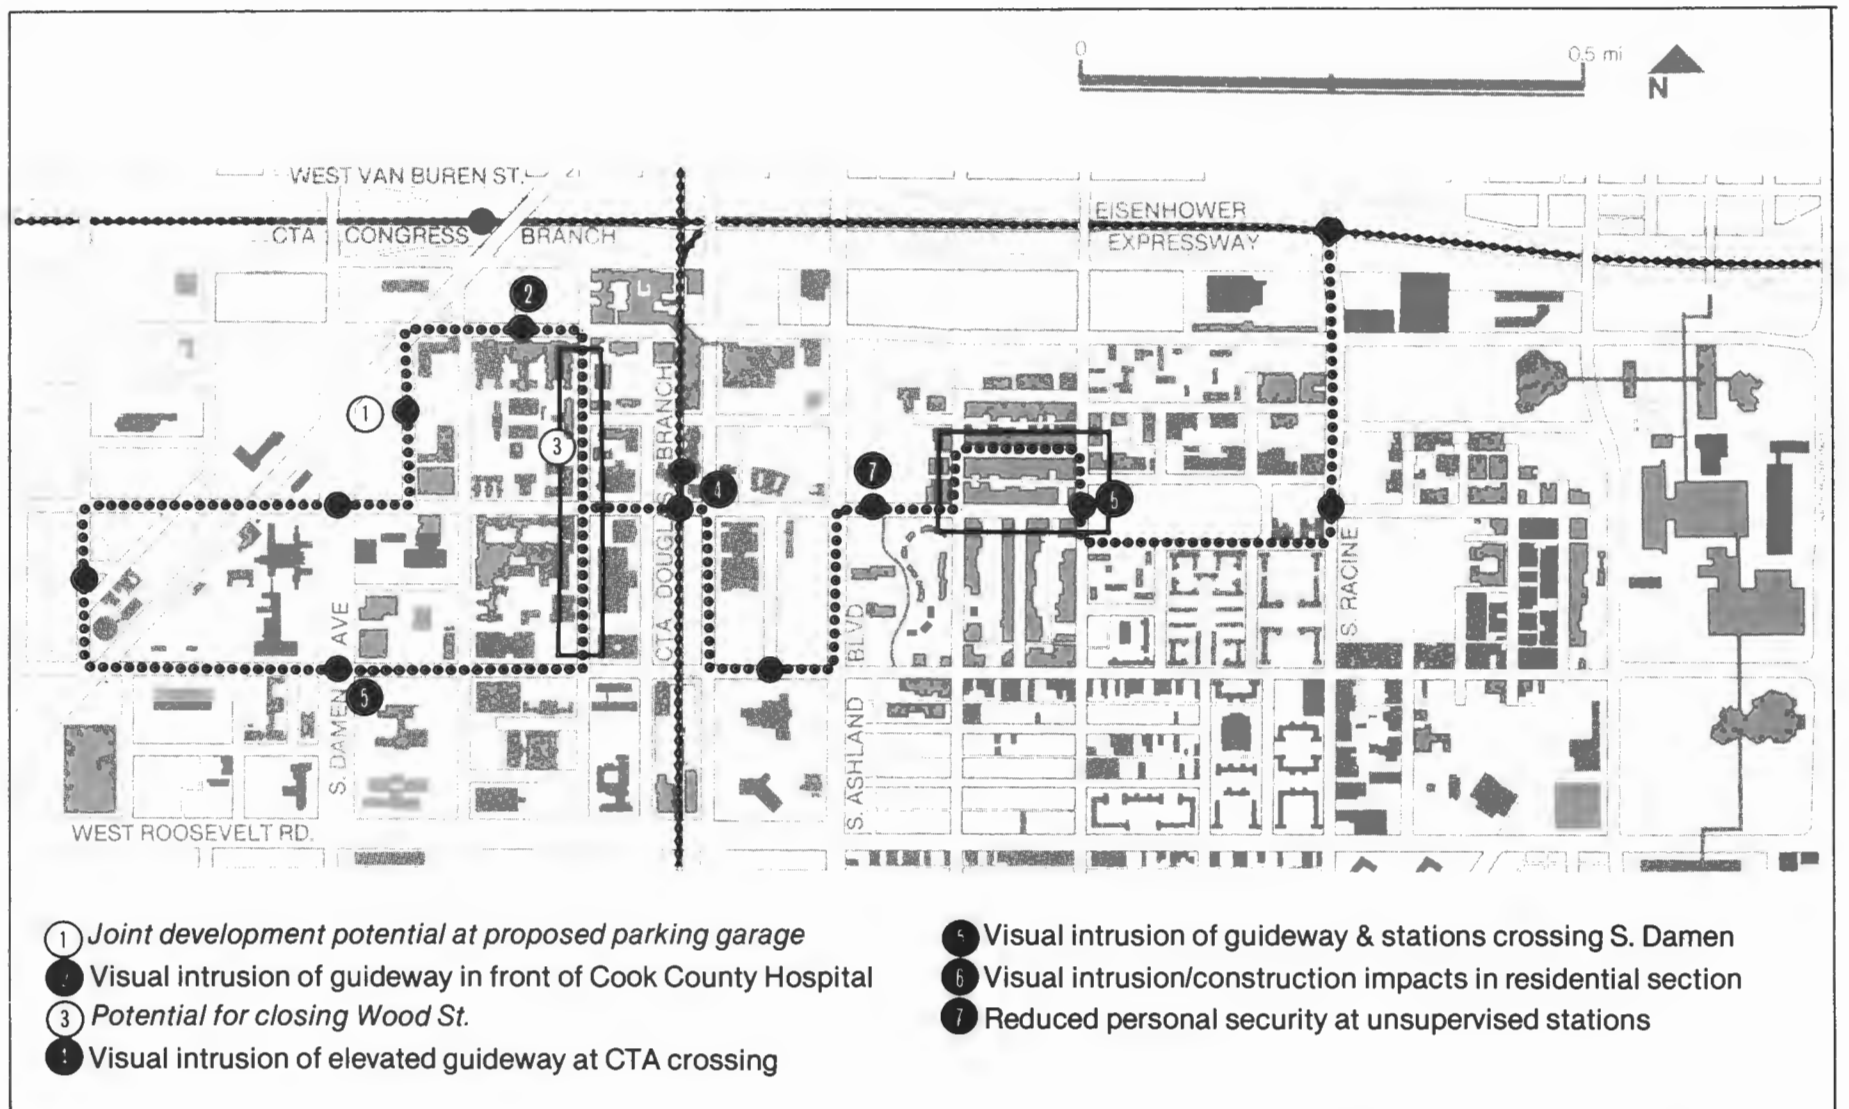 0 0.5 mi
N
WEST VAN BUREN ST.
EISENHOWER
EXPRESSWAY
CTA CONGRESS BRANCH
2
1
3
CTA DOUGLAS BRANCH
4
7
S. RACINE
S. DAMEN AVE
5
S. ASHLAND BLVD
WEST ROOSEVELT RD.
1 Joint development potential at proposed parking garage
2 Visual intrusion of guideway in front of Cook County Hospital
3 Potential for closing Wood St.
Visual intrusion of elevated guideway at CTA crossing
5 Visual intrusion of guideway & stations crossing S. Damen
6 Visual intrusion/construction impacts in residential section
7 Reduced personal security at unsupervised stations